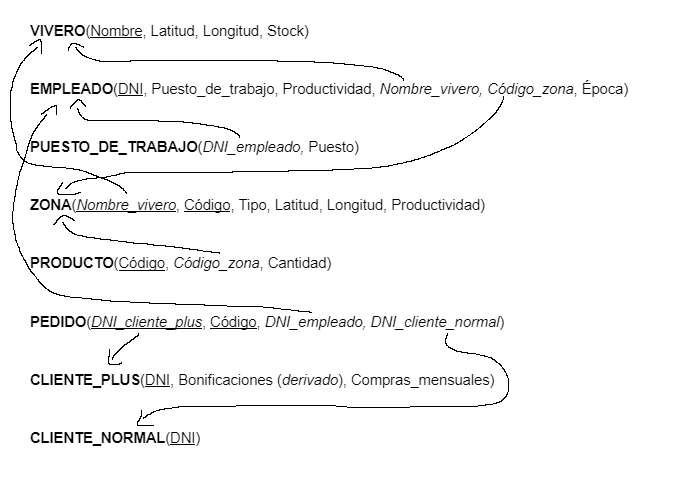 VIVERO(Nombre, Latitud, Longitud, Stock)
EMPLEADO(DNI, Puesto_de_trabajo, Productividad, Nombre_vivero, Código_zona, Época)
PUESTO_DE_TRABAJO(DNI_empleado, Puesto)
ZONA(Nombre_vivero, Código, Tipo, Latitud, Longitud, Productividad)
PRODUCTO(Código, Código_zona, Cantidad)
PEDIDO(DNI_cliente_plus, Código, DNI_empleado, DNI_cliente_normal)
CLIENTE_PLUS(DNI, Bonificaciones (derivado), Compras_mensuales)
CLIENTE_NORMAL(DNI)